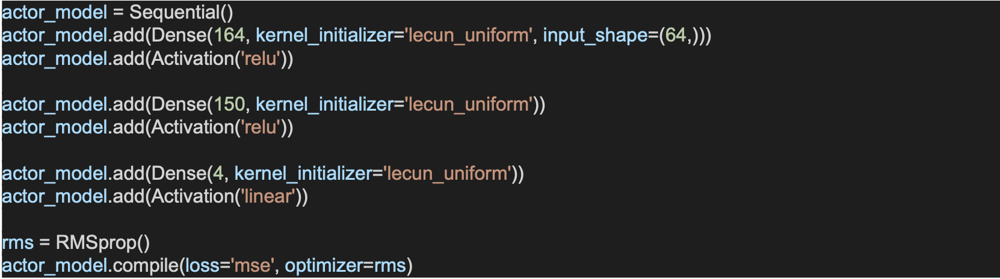 actor_model = Sequential()
actor_model.add(Dense(164, kernel_initializer='lecun_uniform', input_shape=(64,)))
actor_model.add(Activation('relu'))
actor_model.add(Dense(150, kernel_initializer='lecun_uniform'))
actor_model.add(Activation('relu'))
actor_model.add(Dense(4, kernel_initializer='lecun_uniform'))
actor_model.add(Activation('linear'))
rms = RMSprop()
actor_model.compile(loss='mse', optimizer=rms)